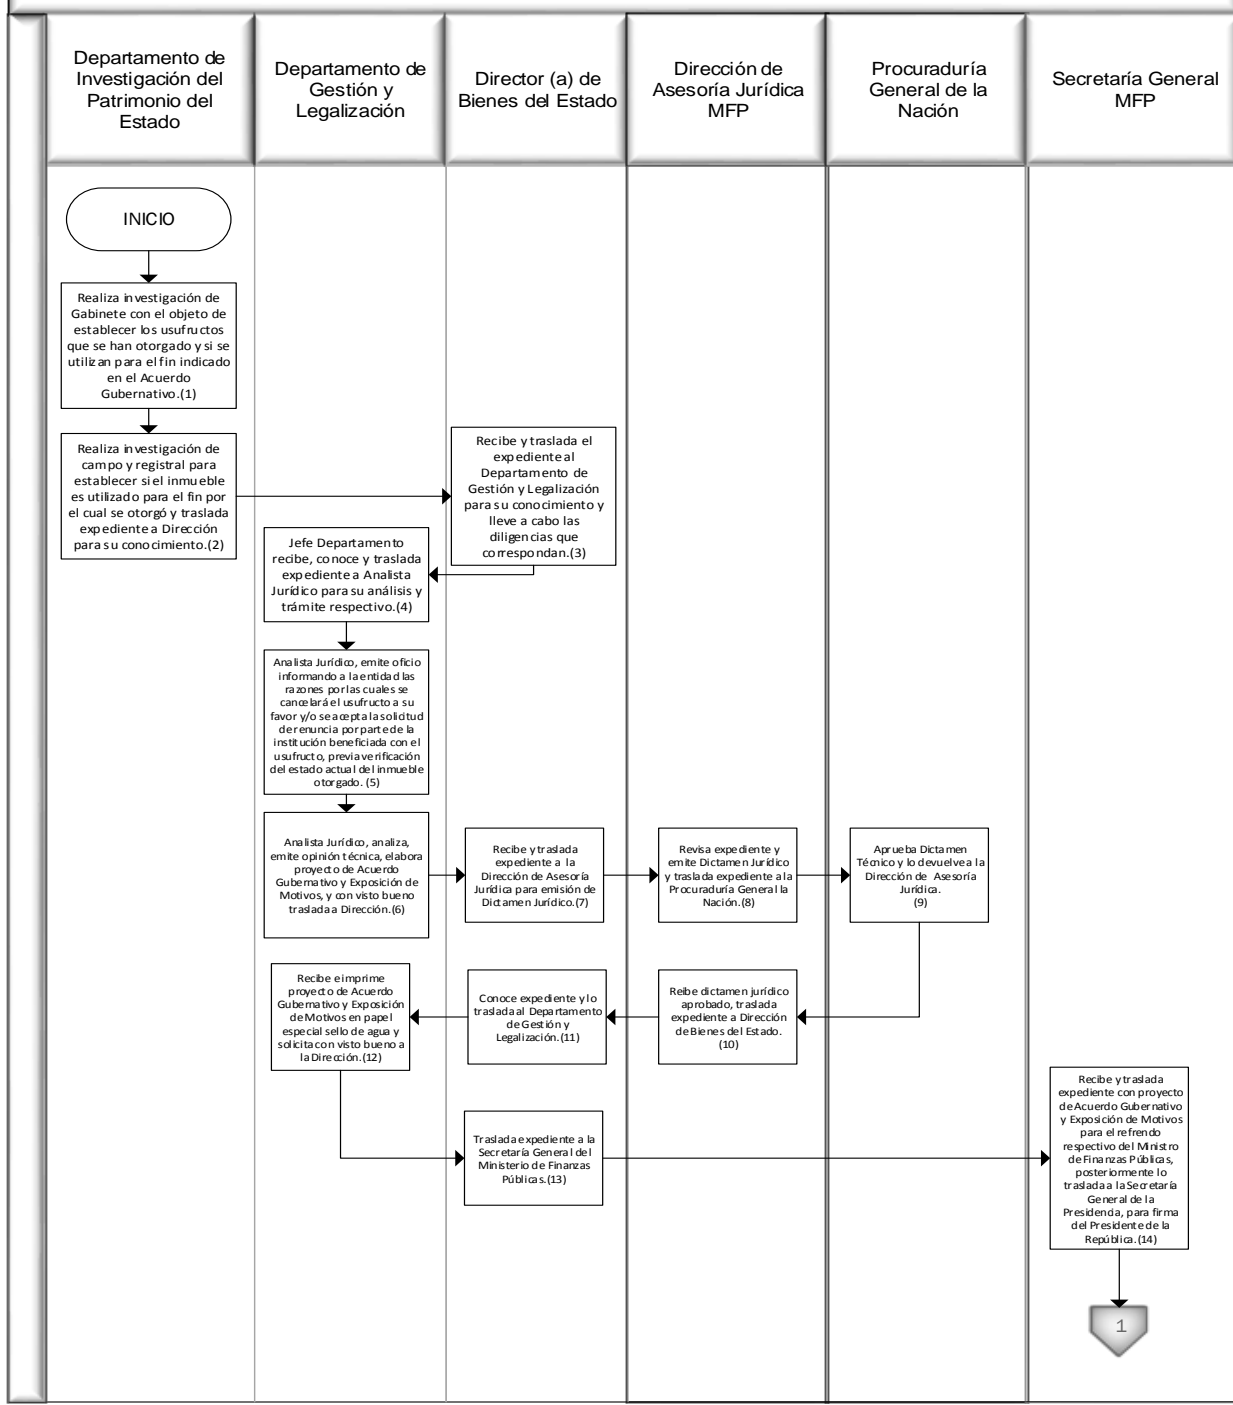 Departamento de
Investigación del
Patrimonio del
Estado
Departamento de
Gestión y
Legalización
Director (a) de
Bienes del Estado
Dirección de
Asesoría Jurídica
MFP
Procuraduría
General de la
Nación
Secretaría General
MFP
INICIO
Realiza investigación de
Gabinete con el objeto de
establecer los usufructos
que se han otorgado y si se
utilizan para el fin indicado
en el Acuerdo
Gubernativo.(1)
Realiza investigación de
campo y registral para
establecer si el inmueble
es utilizado para el fin por
el cual se otorgó y traslada
expediente a Dirección
para su conocimiento.(2)
Recibe y traslada el
expediente al
Departamento de
Gestión y Legalización
para su conocimiento y
lleve a cabo las
diligencias que
correspondan.(3)
Jefe Departamento
recibe, conoce y traslada
expediente a Analista
Jurídico para su análisis y
trámite respectivo.(4)
Analista Jurídico, emite oficio
informando a la entidad las
razones por las cuales se
cancelará el usufructo a su
favor y/o se acepta la solicitud
de renuncia por parte de la
institución beneficiada con el
usufructo, previa verificación
del estado actual del inmueble
otorgado. (5)
Analista Jurídico, analiza,
emite opinión técnica, elabora
proyecto de Acuerdo
Gubernativo y Exposición de
Motivos, y con visto bueno
traslada a Dirección.(6)
Recibe y traslada
expediente a la
Dirección de Asesoría
Jurídica para emisión de
Dictamen Jurídico.(7)
Revisa expediente y
emite Dictamen Jurídico
y traslada expediente a la
Procuraduría General la
Nación.(8)
Aprueba Dictamen
Técnico y lo devuelve a la
Dirección de Asesoría
Jurídica.
(9)
Reibe dictamen jurídico
aprobado, traslada
expediente a Dirección
de Bienes del Estado.
(10)
Conoce expediente y lo
traslada al Departamento
de Gestión y
Legalización.(11)
Recibe e imprime
proyecto de Acuerdo
Gubernativo y Exposición
de Motivos en papel
especial sello de agua y
solicita con visto bueno a
la Dirección.(12)
Traslada expediente a la
Secretaría General del
Ministerio de Finanzas
Públicas.(13)
Recibe y traslada
expediente con proyecto
de Acuerdo Gubernativo
y Exposición de Motivos
para el refrendo
respectivo del Ministro
de Finanzas Públicas,
posteriormente lo
traslada a la Secretaría
General de la
Presidencia, para firma
del Presidente de la
República.(14)
1